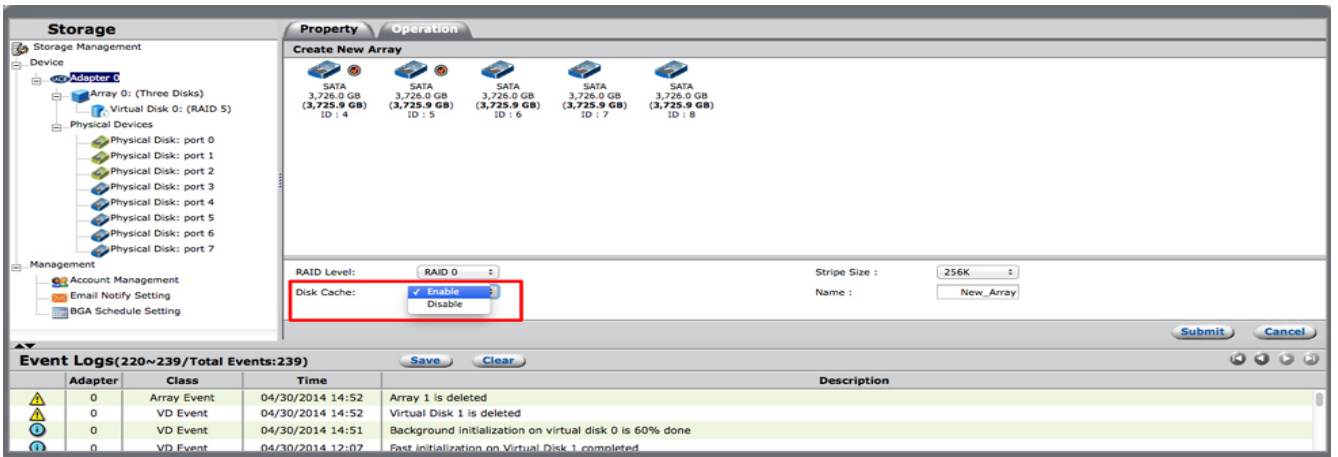 Storage
Property
Operation
Storage Management
Device
Adapter 0
Array 0: (Three Disks)
Virtual Disk 0: (RAID 5)
Physical Devices
Physical Disk: port 0
Physical Disk: port 1
Physical Disk: port 2
Physical Disk: port 3
Physical Disk: port 4
Physical Disk: port 5
Physical Disk: port 6
Physical Disk: port 7
Management
Account Management
Email Notify Setting
BGA Schedule Setting
Create New Array
SATA SATA SATA SATA SATA
3,726.0 GB 3,726.0 GB 3,726.0 GB 3,726.0 GB 3,726.0 GB
(3,725.9 GB) (3,725.9 GB) (3,725.9 GB) (3,725.9 GB) (3,725.9 GB)
ID : 4 ID : 5 ID : 6 ID : 7 ID : 8
RAID Level: RAID 0 Stripe Size : 256K
Disk Cache: ✓ Enable Name : New_Array
Disable
Submit Cancel
Event Logs(220~239/Total Events:239) Save Clear
Adapter Class Time Description
0 Array Event 04/30/2014 14:52 Array 1 is deleted
0 VD Event 04/30/2014 14:52 Virtual Disk 1 is deleted
0 VD Event 04/30/2014 14:51 Background initialization on virtual disk 0 is 60% done
0 VD Event 04/30/2014 12:07 Fast initialization on Virtual Disk 1 completed